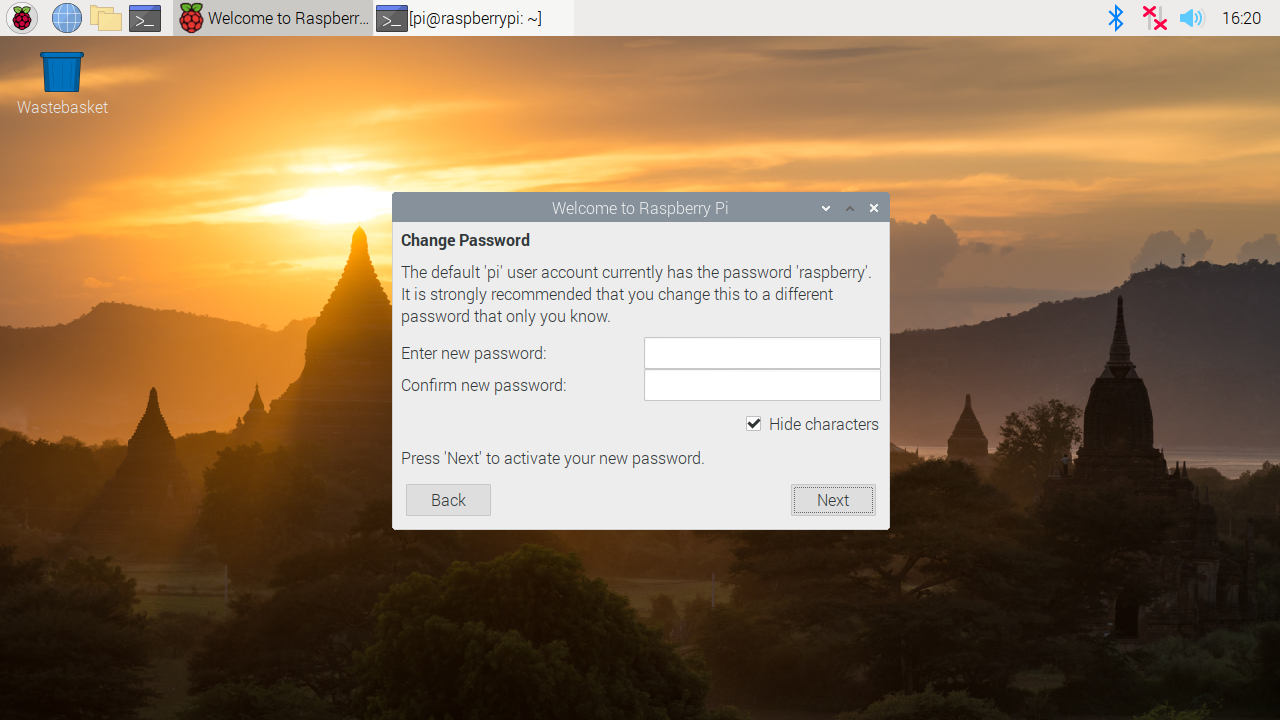 Welcome to Raspberr...
[pi@raspberrypi: ~]
16:20
Wastebasket
Welcome to Raspberry Pi
Change Password
The default 'pi' user account currently has the password 'raspberry'.
It is strongly recommended that you change this to a different
password that only you know.
Enter new password:
Confirm new password:
Hide characters
Press 'Next' to activate your new password.
Back
Next